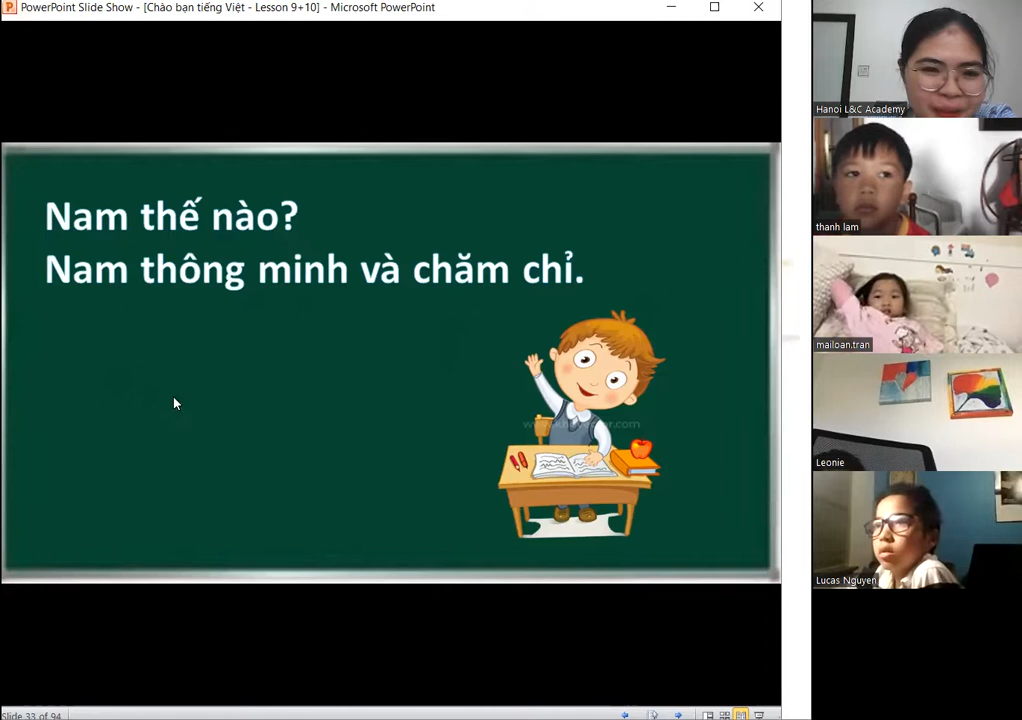 PowerPoint Slide Show - [Chào bạn tiếng Việt - Lesson 9+10] - Microsoft PowerPoint
Nam thế nào?
Nam thông minh và chăm chỉ.
Slide 33 of 94
Hanoi L&C Academy
thanh lam
mailoan.tran
Leonie
Lucas Nguyen